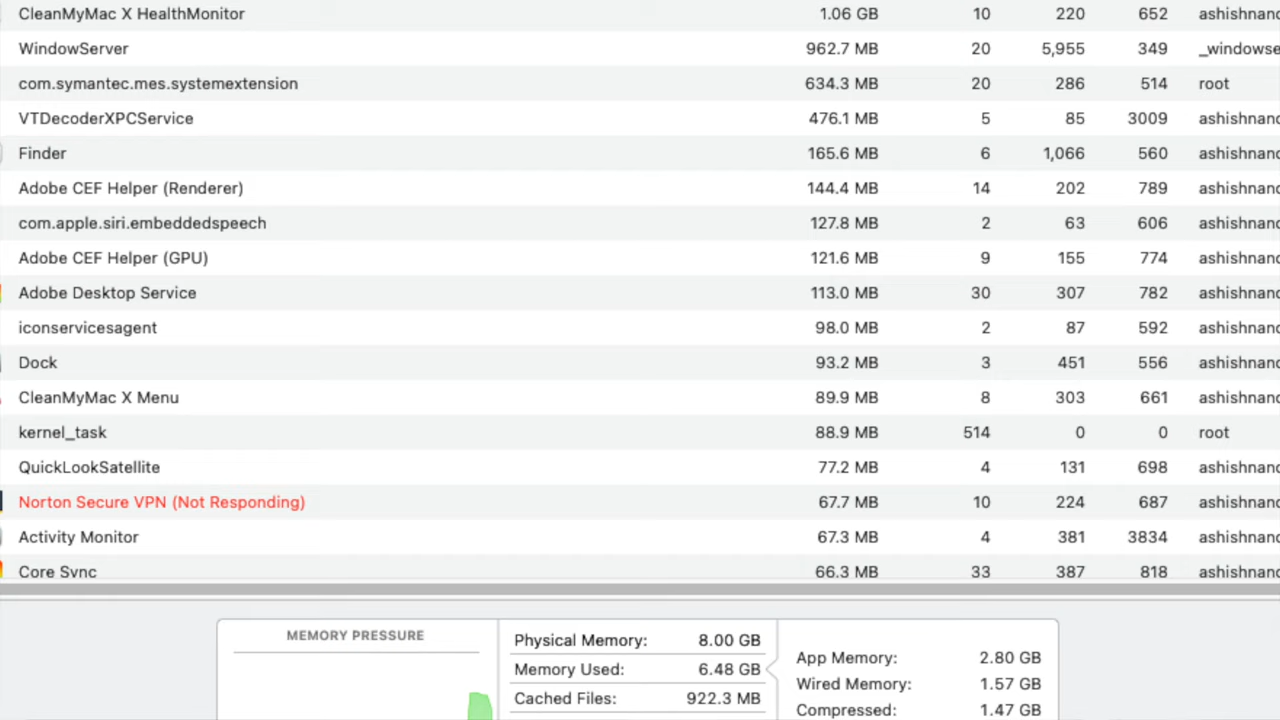 CleanMyMac X HealthMonitor 1.06 GB 10 220 652 ashishnand
WindowServer 962.7 MB 20 5,955 349 _windowse
com.symantec.mes.systemextension 634.3 MB 20 286 514 root
VTDecoderXPCService 476.1 MB 5 85 3009 ashishnand
Finder 165.6 MB 6 1,066 560 ashishnand
Adobe CEF Helper (Renderer) 144.4 MB 14 202 789 ashishnand
com.apple.siri.embeddedspeech 127.8 MB 2 63 606 ashishnand
Adobe CEF Helper (GPU) 121.6 MB 9 155 774 ashishnand
Adobe Desktop Service 113.0 MB 30 307 782 ashishnand
iconservicesagent 98.0 MB 2 87 592 ashishnand
Dock 93.2 MB 3 451 556 ashishnand
CleanMyMac X Menu 89.9 MB 8 303 661 ashishnand
kernel_task 88.9 MB 514 0 0 root
QuickLookSatellite 77.2 MB 4 131 698 ashishnand
Norton Secure VPN (Not Responding) 67.7 MB 10 224 687 ashishnand
Activity Monitor 67.3 MB 4 381 3834 ashishnand
Core Sync 66.3 MB 33 387 818 ashishnand
MEMORY PRESSURE
Physical Memory: 8.00 GB
Memory Used: 6.48 GB
Cached Files: 922.3 MB
App Memory: 2.80 GB
Wired Memory: 1.57 GB
Compressed: 1.47 GB